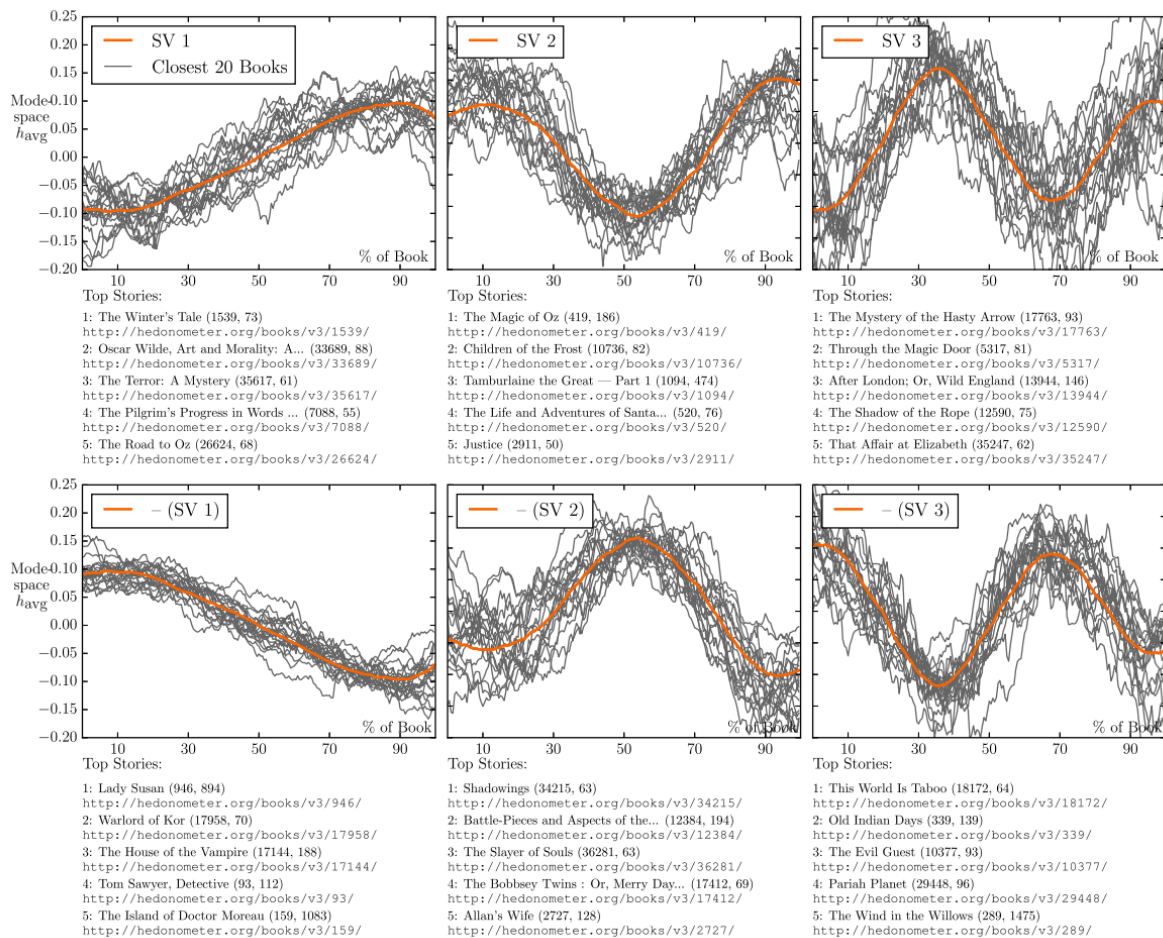 0.25
0.20
0.15
0.10
0.05
0.00
−0.05
−0.10
−0.15
−0.20
Mode-
space
havg
SV 1
Closest 20 Books
% of Book
10 30 50 70 90
SV 2
% of Book
10 30 50 70 90
SV 3
% of Book
10 30 50 70 90
Top Stories:
1: The Winter's Tale (1539, 73)
http://hedonometer.org/books/v3/1539/
2: Oscar Wilde, Art and Morality: A... (33689, 88)
http://hedonometer.org/books/v3/33689/
3: The Terror: A Mystery (35617, 61)
http://hedonometer.org/books/v3/35617/
4: The Pilgrim's Progress in Words ... (7088, 55)
http://hedonometer.org/books/v3/7088/
5: The Road to Oz (26624, 68)
http://hedonometer.org/books/v3/26624/
Top Stories:
1: The Magic of Oz (419, 186)
http://hedonometer.org/books/v3/419/
2: Children of the Frost (10736, 82)
http://hedonometer.org/books/v3/10736/
3: Tamburlaine the Great — Part 1 (1094, 474)
http://hedonometer.org/books/v3/1094/
4: The Life and Adventures of Santa... (520, 76)
http://hedonometer.org/books/v3/520/
5: Justice (2911, 50)
http://hedonometer.org/books/v3/2911/
Top Stories:
1: The Mystery of the Hasty Arrow (17763, 93)
http://hedonometer.org/books/v3/17763/
2: Through the Magic Door (5317, 81)
http://hedonometer.org/books/v3/5317/
3: After London; Or, Wild England (13944, 146)
http://hedonometer.org/books/v3/13944/
4: The Shadow of the Rope (12590, 75)
http://hedonometer.org/books/v3/12590/
5: That Affair at Elizabeth (35247, 62)
http://hedonometer.org/books/v3/35247/
0.25
0.20
0.15
0.10
0.05
0.00
−0.05
−0.10
−0.15
−0.20
Mode-
space
havg
– (SV 1)
% of Book
10 30 50 70 90
– (SV 2)
% of Book
10 30 50 70 90
– (SV 3)
% of Book
10 30 50 70 90
Top Stories:
1: Lady Susan (946, 894)
http://hedonometer.org/books/v3/946/
2: Warlord of Kor (17958, 70)
http://hedonometer.org/books/v3/17958/
3: The House of the Vampire (17144, 188)
http://hedonometer.org/books/v3/17144/
4: Tom Sawyer, Detective (93, 112)
http://hedonometer.org/books/v3/93/
5: The Island of Doctor Moreau (159, 1083)
http://hedonometer.org/books/v3/159/
Top Stories:
1: Shadowings (34215, 63)
http://hedonometer.org/books/v3/34215/
2: Battle-Pieces and Aspects of the... (12384, 194)
http://hedonometer.org/books/v3/12384/
3: The Slayer of Souls (36281, 63)
http://hedonometer.org/books/v3/36281/
4: The Bobbsey Twins : Or, Merry Day... (17412, 69)
http://hedonometer.org/books/v3/17412/
5: Allan's Wife (2727, 128)
http://hedonometer.org/books/v3/2727/
Top Stories:
1: This World Is Taboo (18172, 64)
http://hedonometer.org/books/v3/18172/
2: Old Indian Days (339, 139)
http://hedonometer.org/books/v3/339/
3: The Evil Guest (10377, 93)
http://hedonometer.org/books/v3/10377/
4: Pariah Planet (29448, 96)
http://hedonometer.org/books/v3/29448/
5: The Wind in the Willows (289, 1475)
http://hedonometer.org/books/v3/289/